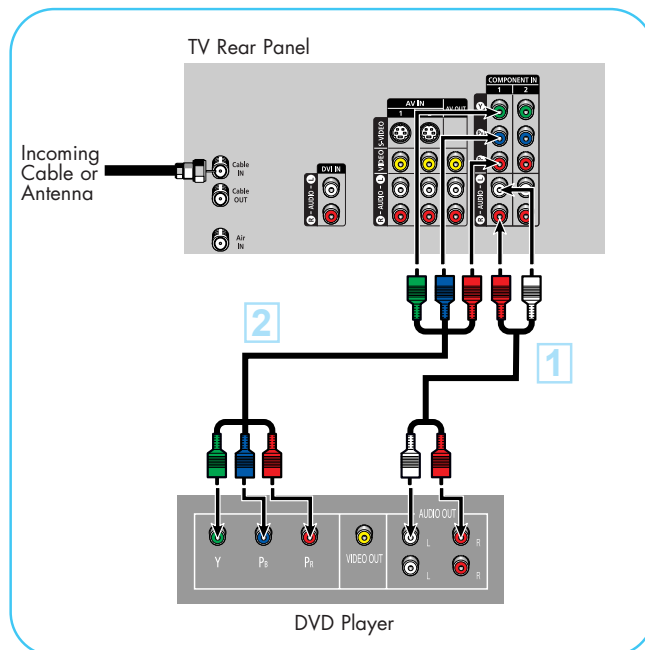 TV Rear Panel
COMPONENT IN
1 2
AV IN
1
AV OUT
Y
S-VIDEO
Incoming
Cable or
Antenna
Cable
IN
DVI IN
VIDEO
Cable
OUT
R - AUDIO - L
R - AUDIO - L
R - AUDIO - L
Air
IN
2
1
AUDIO OUT
Y
PB
PR
VIDEO OUT
L
R
L
R
DVD Player